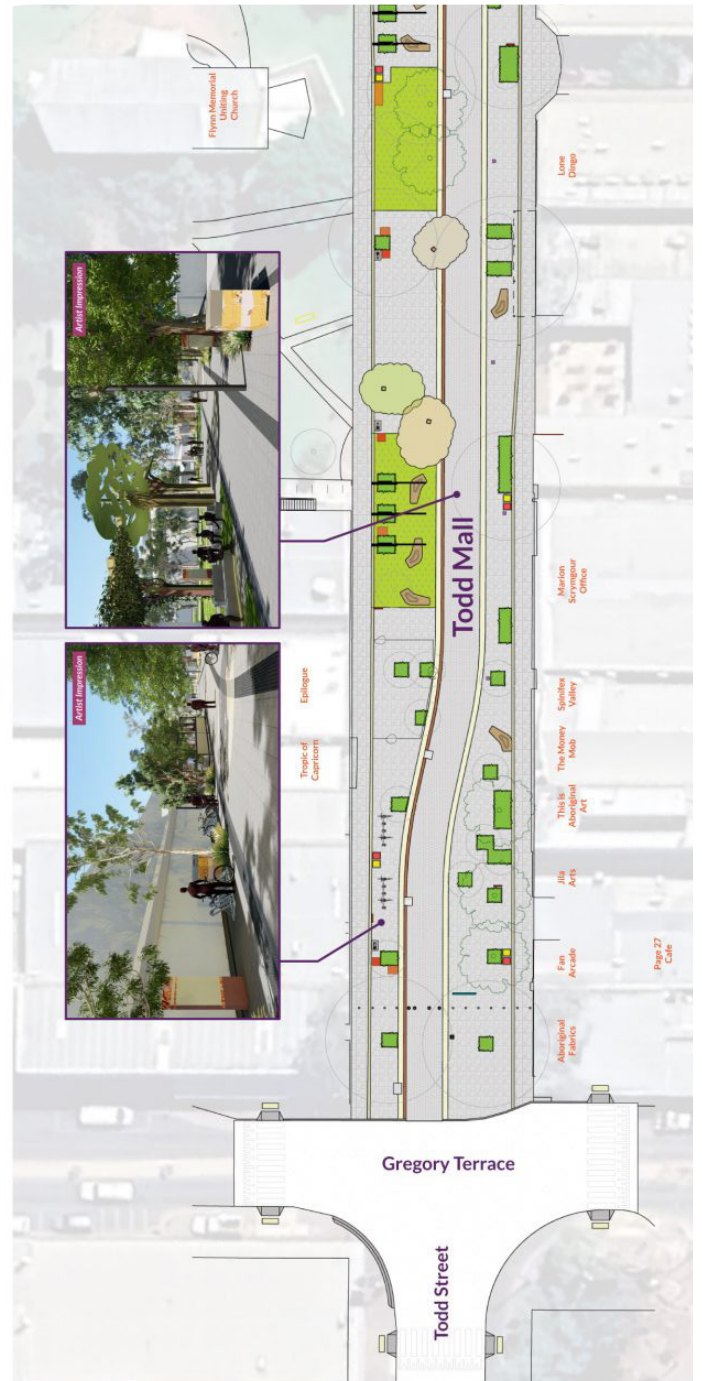 Flynn Memorial
Uniting
Church
Lone
Dingo
Artist Impression
Todd Mall
Marion
Scrymgour
Office
Artist Impression
Epilogue
Tropic of
Capricorn
Spinifex
Valley
The Money
Mob
This is
Aboriginal
Art
Jila
Arts
Fan
Arcade
Page 27
Cafe
Aboriginal
Fabrics
Gregory Terrace
Todd Street